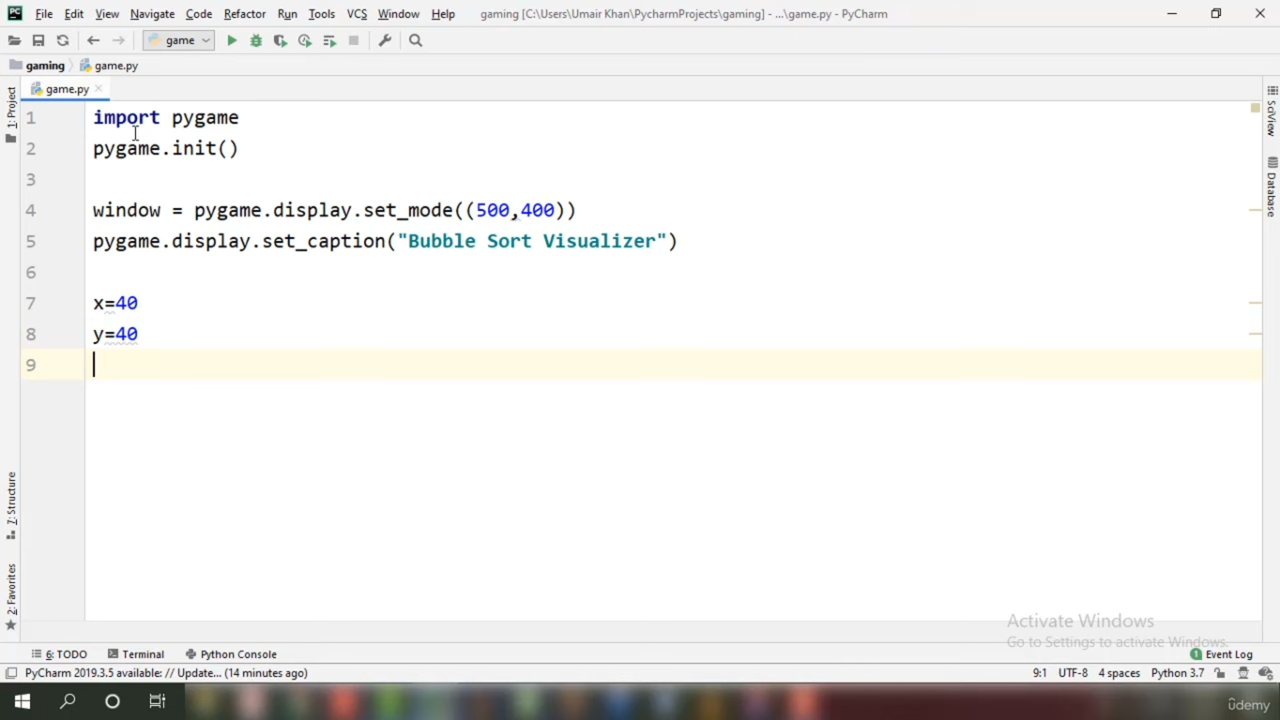 File Edit View Navigate Code Refactor Run Tools VCS Window Help gaming [C:\Users\Umair Khan\PycharmProjects\gaming] - ...\game.py - PyCharm
game
gaming game.py
game.py
1 import pygame
2 pygame.init()
3
4 window = pygame.display.set_mode((500,400))
5 pygame.display.set_caption("Bubble Sort Visualizer")
6
7 x=40
8 y=40
9
1: Project
7: Structure
2: Favorites
SciView
Database
Activate Windows
Go to Settings to activate Windows.
6: TODO Terminal Python Console 1 Event Log
PyCharm 2019.3.5 available: // Update... (14 minutes ago) 9:1 UTF-8 4 spaces Python 3.7
ûdemy